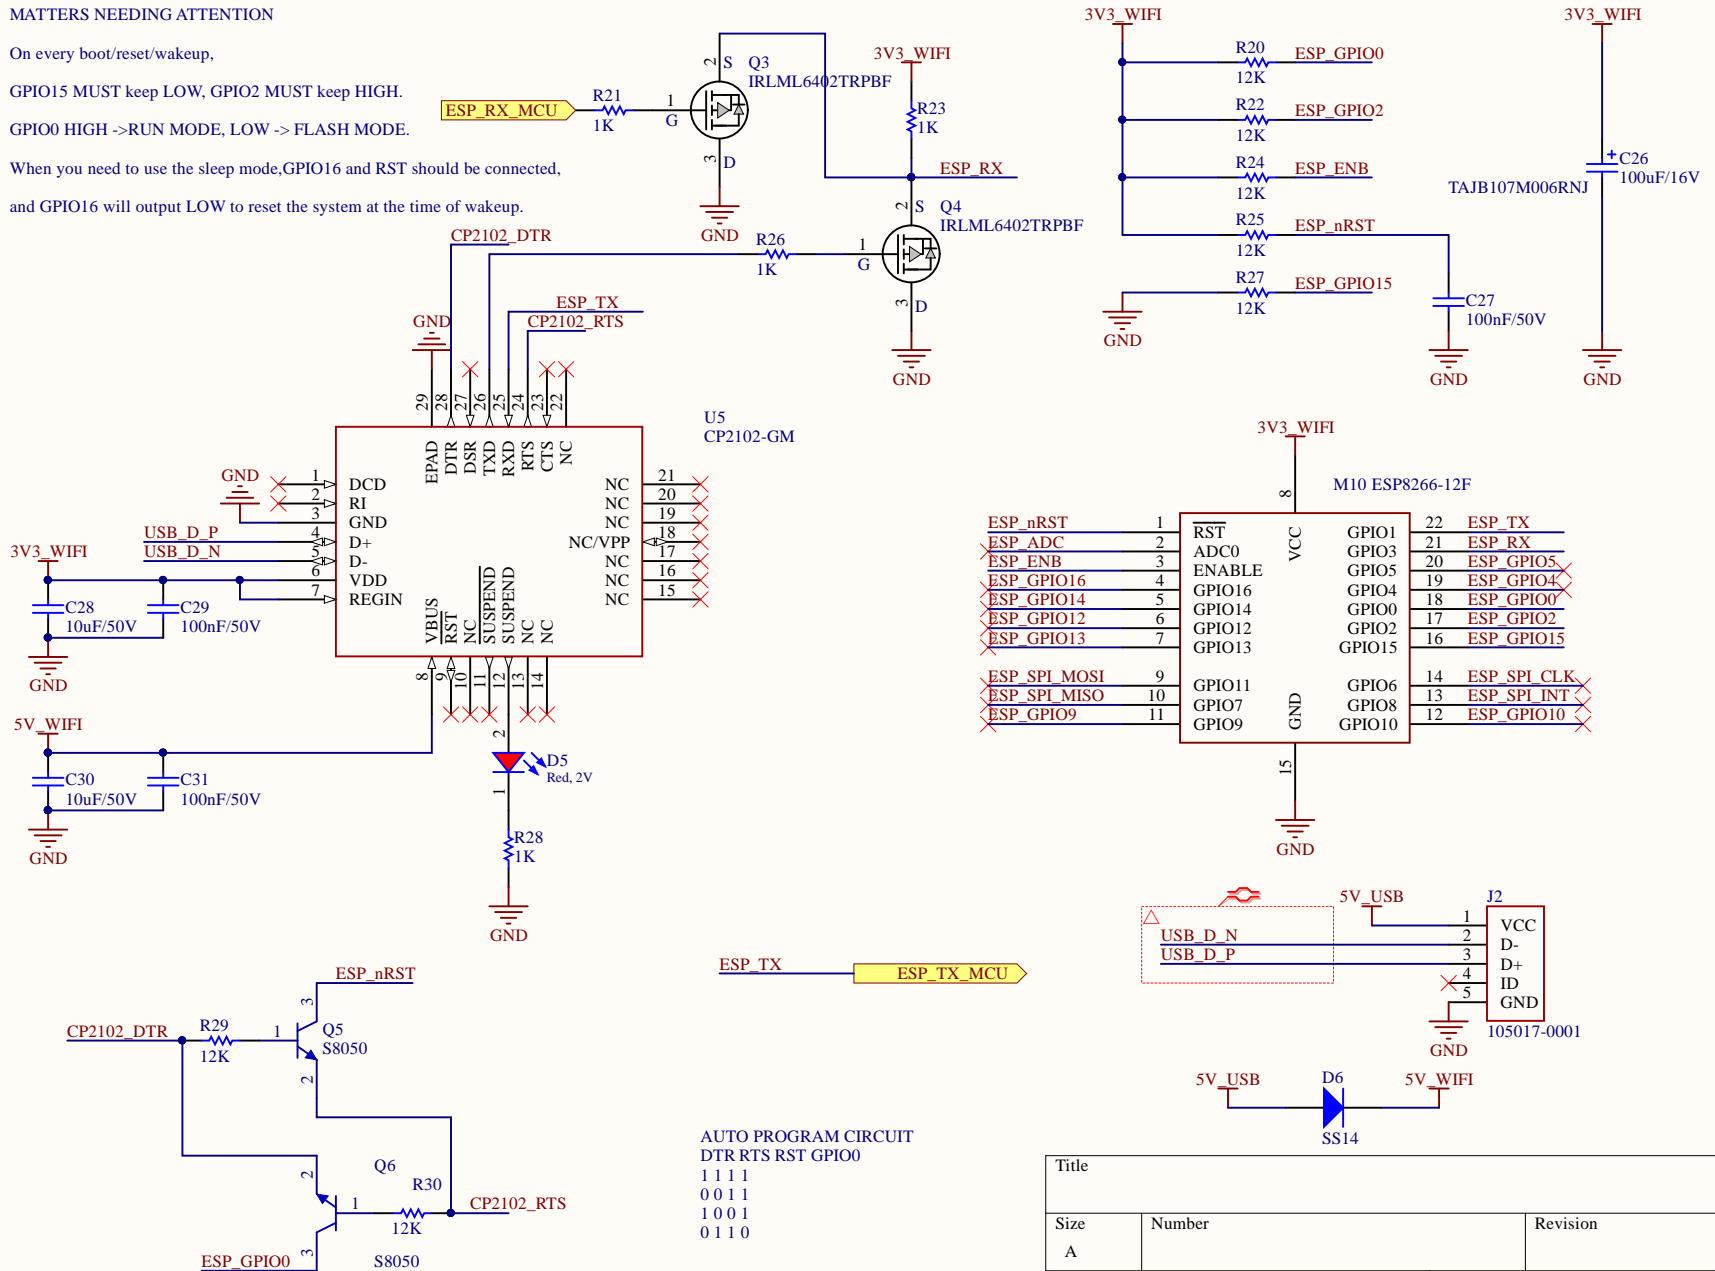 MATTERS NEEDING ATTENTION
On every boot/reset/wakeup,
GPIO15 MUST keep LOW, GPIO2 MUST keep HIGH.
GPIO0 HIGH ->RUN MODE, LOW -> FLASH MODE.
When you need to use the sleep mode,GPIO16 and RST should be connected,
and GPIO16 will output LOW to reset the system at the time of wakeup.
ESP_RX_MCU
R21
1K
1
G
2
S
Q3
IRLML6402TRPBF
3
D
GND
3V3_WIFI
R23
1K
ESP_RX
2
S
Q4
IRLML6402TRPBF
1
G
3
D
GND
R26
1K
3V3_WIFI
R20
12K
ESP_GPIO0
R22
12K
ESP_GPIO2
R24
12K
ESP_ENB
R25
12K
ESP_nRST
R27
12K
ESP_GPIO15
GND
C27
100nF/50V
GND
3V3_WIFI
+
C26
100uF/16V
TAJB107M006RNJ
GND
CP2102_DTR
ESP_TX
CP2102_RTS
GND
29
28
27
26
25
24
23
22
EPAD
DTR
DSR
TXD
RXD
RTS
CTS
NC
U5
CP2102-GM
GND
USB_D_P
USB_D_N
3V3_WIFI
1 DCD
2 RI
3 GND
4 D+
5 D-
6 VDD
7 REGIN
NC 21
NC 20
NC 19
NC/VPP 18
NC 17
NC 16
NC 15
VBUS
RST
NC
SUSPEND
SUSPEND
NC
NC
8
9
10
11
12
13
14
C28
10uF/50V
C29
100nF/50V
GND
5V_WIFI
C30
10uF/50V
C31
100nF/50V
GND
2
D5
Red, 2V
1
R28
1K
GND
3V3_WIFI
8
M10 ESP8266-12F
VCC
ESP_nRST 1 RST
ESP_ADC 2 ADC0
ESP_ENB 3 ENABLE
ESP_GPIO16 4 GPIO16
ESP_GPIO14 5 GPIO14
ESP_GPIO12 6 GPIO12
ESP_GPIO13 7 GPIO13
ESP_SPI_MOSI 9 GPIO11
ESP_SPI_MISO 10 GPIO7
ESP_GPIO9 11 GPIO9
GPIO1 22 ESP_TX
GPIO3 21 ESP_RX
GPIO5 20 ESP_GPIO5
GPIO4 19 ESP_GPIO4
GPIO0 18 ESP_GPIO0
GPIO2 17 ESP_GPIO2
GPIO15 16 ESP_GPIO15
GPIO6 14 ESP_SPI_CLK
GPIO8 13 ESP_SPI_INT
GPIO10 12 ESP_GPIO10
GND
15
GND
ESP_TX
ESP_TX_MCU
5V_USB
J2
USB_D_N
USB_D_P
1 VCC
2 D-
3 D+
4 ID
5 GND
105017-0001
GND
5V_USB
D6
SS14
5V_WIFI
ESP_nRST
3
CP2102_DTR
R29
12K
1
Q5
S8050
2
2
Q6
R30
12K
1
CP2102_RTS
3
S8050
ESP_GPIO0
AUTO PROGRAM CIRCUIT
DTR RTS RST GPIO0
1 1 1 1
0 0 1 1
1 0 0 1
0 1 1 0
Title
Size
A
Number
Revision